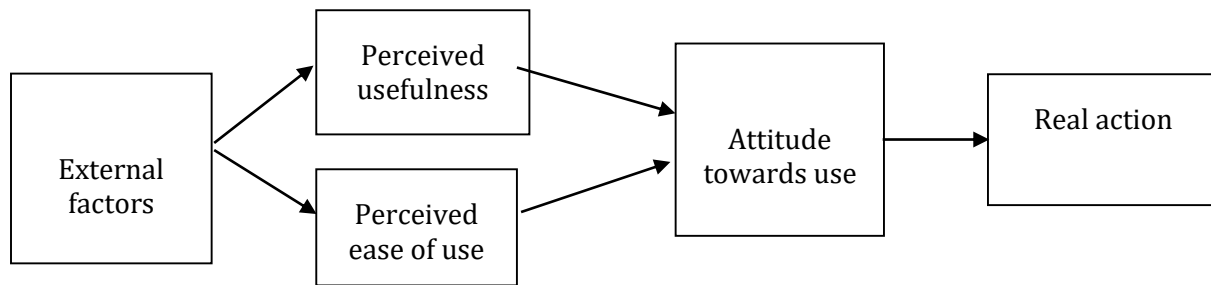 External
factors
Perceived
usefulness
Perceived
ease of use
Attitude
towards use
Real action